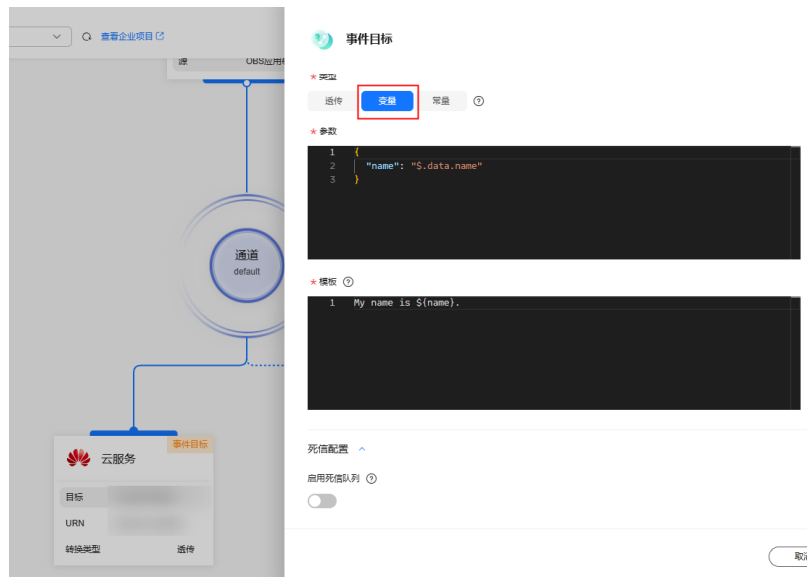 查看企业项目
源 OBS应用
通道
default
事件目标
云服务
目标
URN
转换类型 透传
事件目标
* 类型
透传 变量 常量 ?
* 参数
1 {
2 "name": "$.data.name"
3 }
* 模板 ?
1 My name is ${name}.
死信配置
启用死信队列 ?
取消